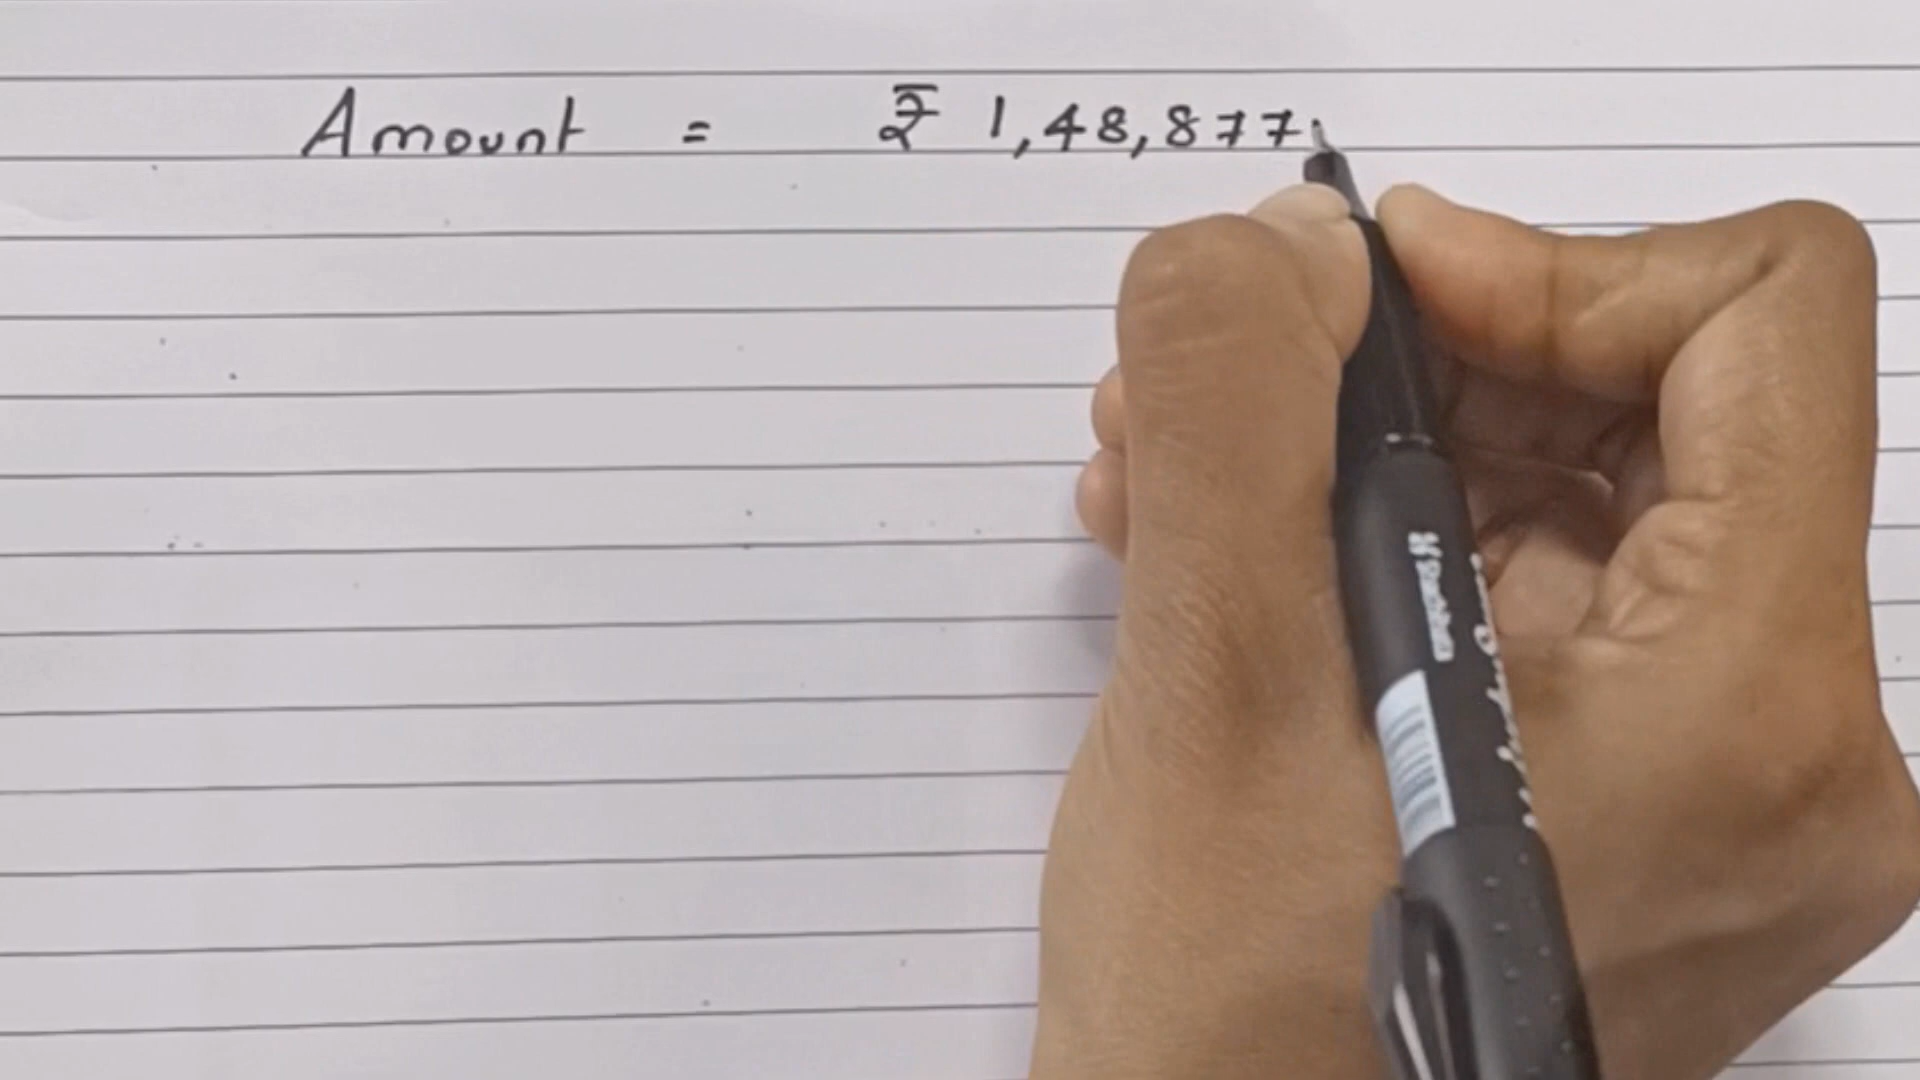 Amount = ₹ 1,48,877.